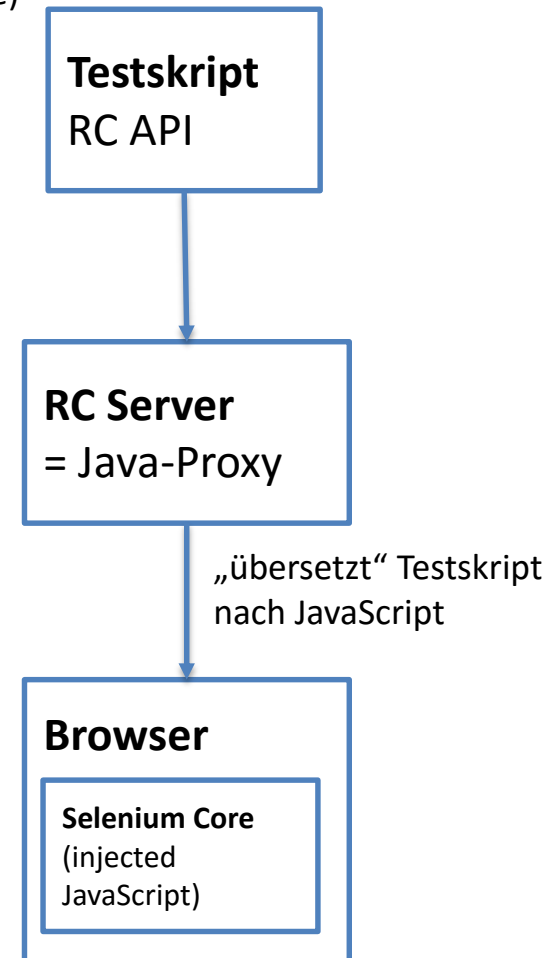 e)
Testskript
RC API
RC Server
= Java-Proxy
„übersetzt“ Testskript
nach JavaScript
Browser
Selenium Core
(injected
JavaScript)